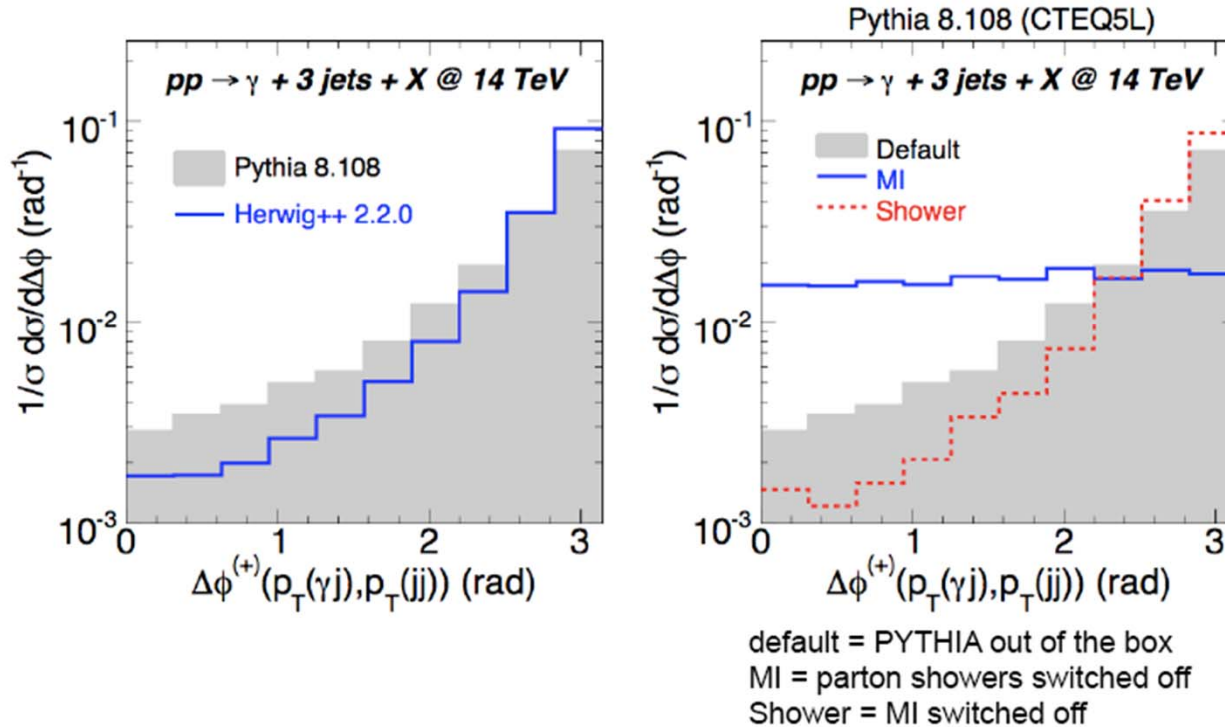 pp → γ + 3 jets + X @ 14 TeV
Pythia 8.108
Herwig++ 2.2.0
1/σ dσ/dΔϕ (rad⁻¹)
10⁻¹
10⁻²
10⁻³
0 1 2 3
Δϕ⁽⁺⁾(p_T(γj),p_T(jj)) (rad)
Pythia 8.108 (CTEQ5L)
pp → γ + 3 jets + X @ 14 TeV
Default
MI
Shower
1/σ dσ/dΔϕ (rad⁻¹)
10⁻¹
10⁻²
10⁻³
0 1 2 3
Δϕ⁽⁺⁾(p_T(γj),p_T(jj)) (rad)
default = PYTHIA out of the box
MI = parton showers switched off
Shower = MI switched off